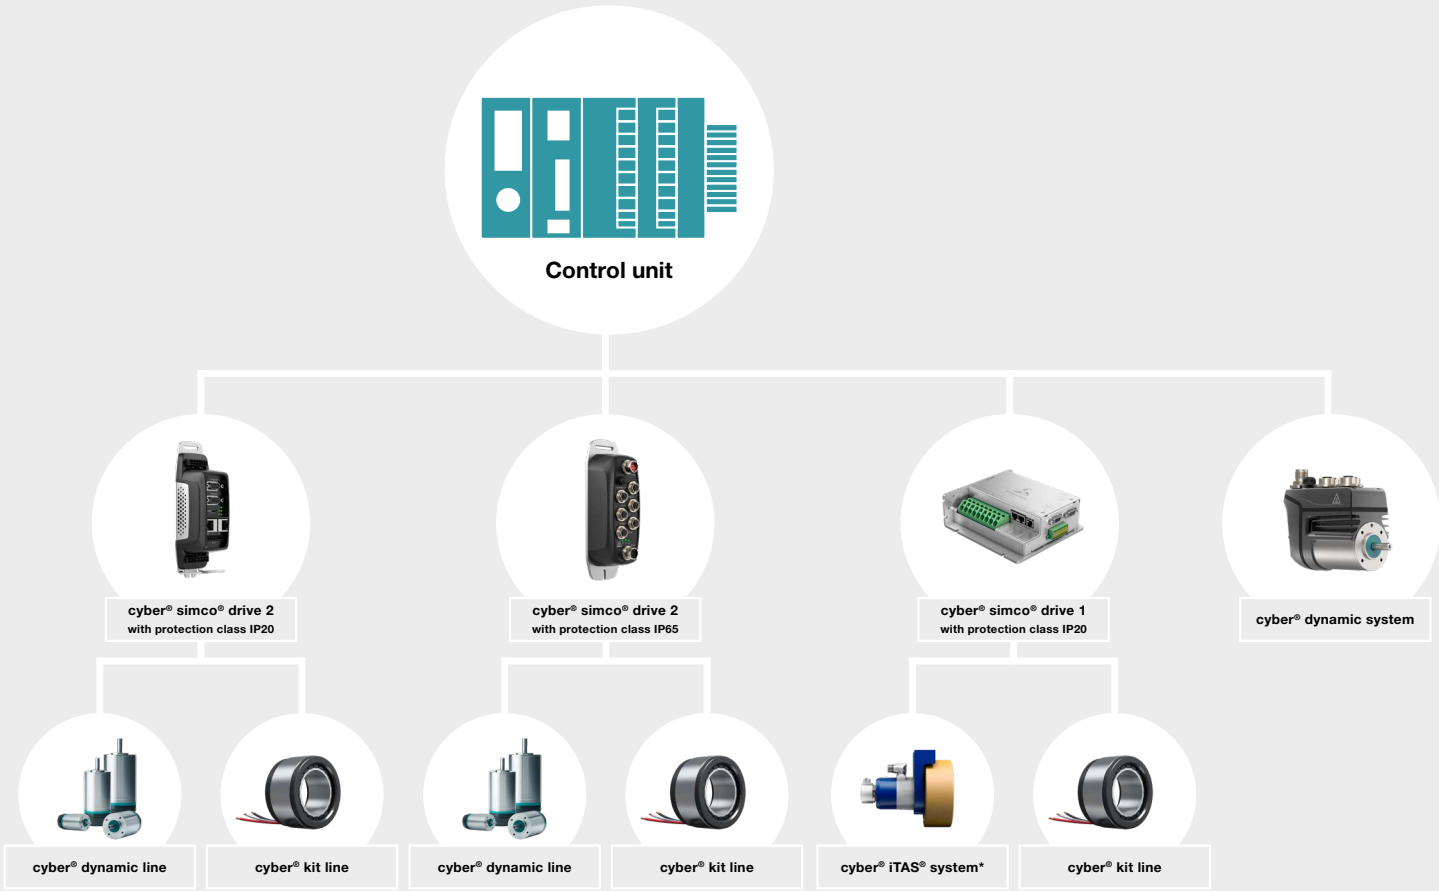 Control unit
cyber® simco® drive 2
with protection class IP20
cyber® simco® drive 2
with protection class IP65
cyber® simco® drive 1
with protection class IP20
cyber® dynamic system
cyber® dynamic line
cyber® kit line
cyber® dynamic line
cyber® kit line
cyber® iTAS® system*
cyber® kit line